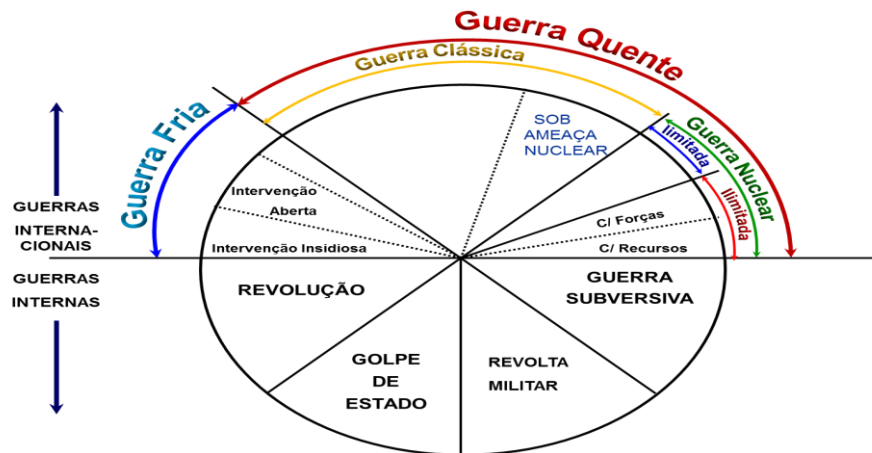 Guerra Quente
Guerra Clássica
Guerra Fria
SOB
AMEAÇA
NUCLEAR
Guerra Nuclear
llimitada
Ilimitada
GUERRAS
INTERNA-
CIONAIS
Intervenção
Aberta
Intervenção Insidiosa
C/ Forças
C/ Recursos
GUERRAS
INTERNAS
REVOLUÇÃO
GUERRA
SUBVERSIVA
GOLPE
DE
ESTADO
REVOLTA
MILITAR